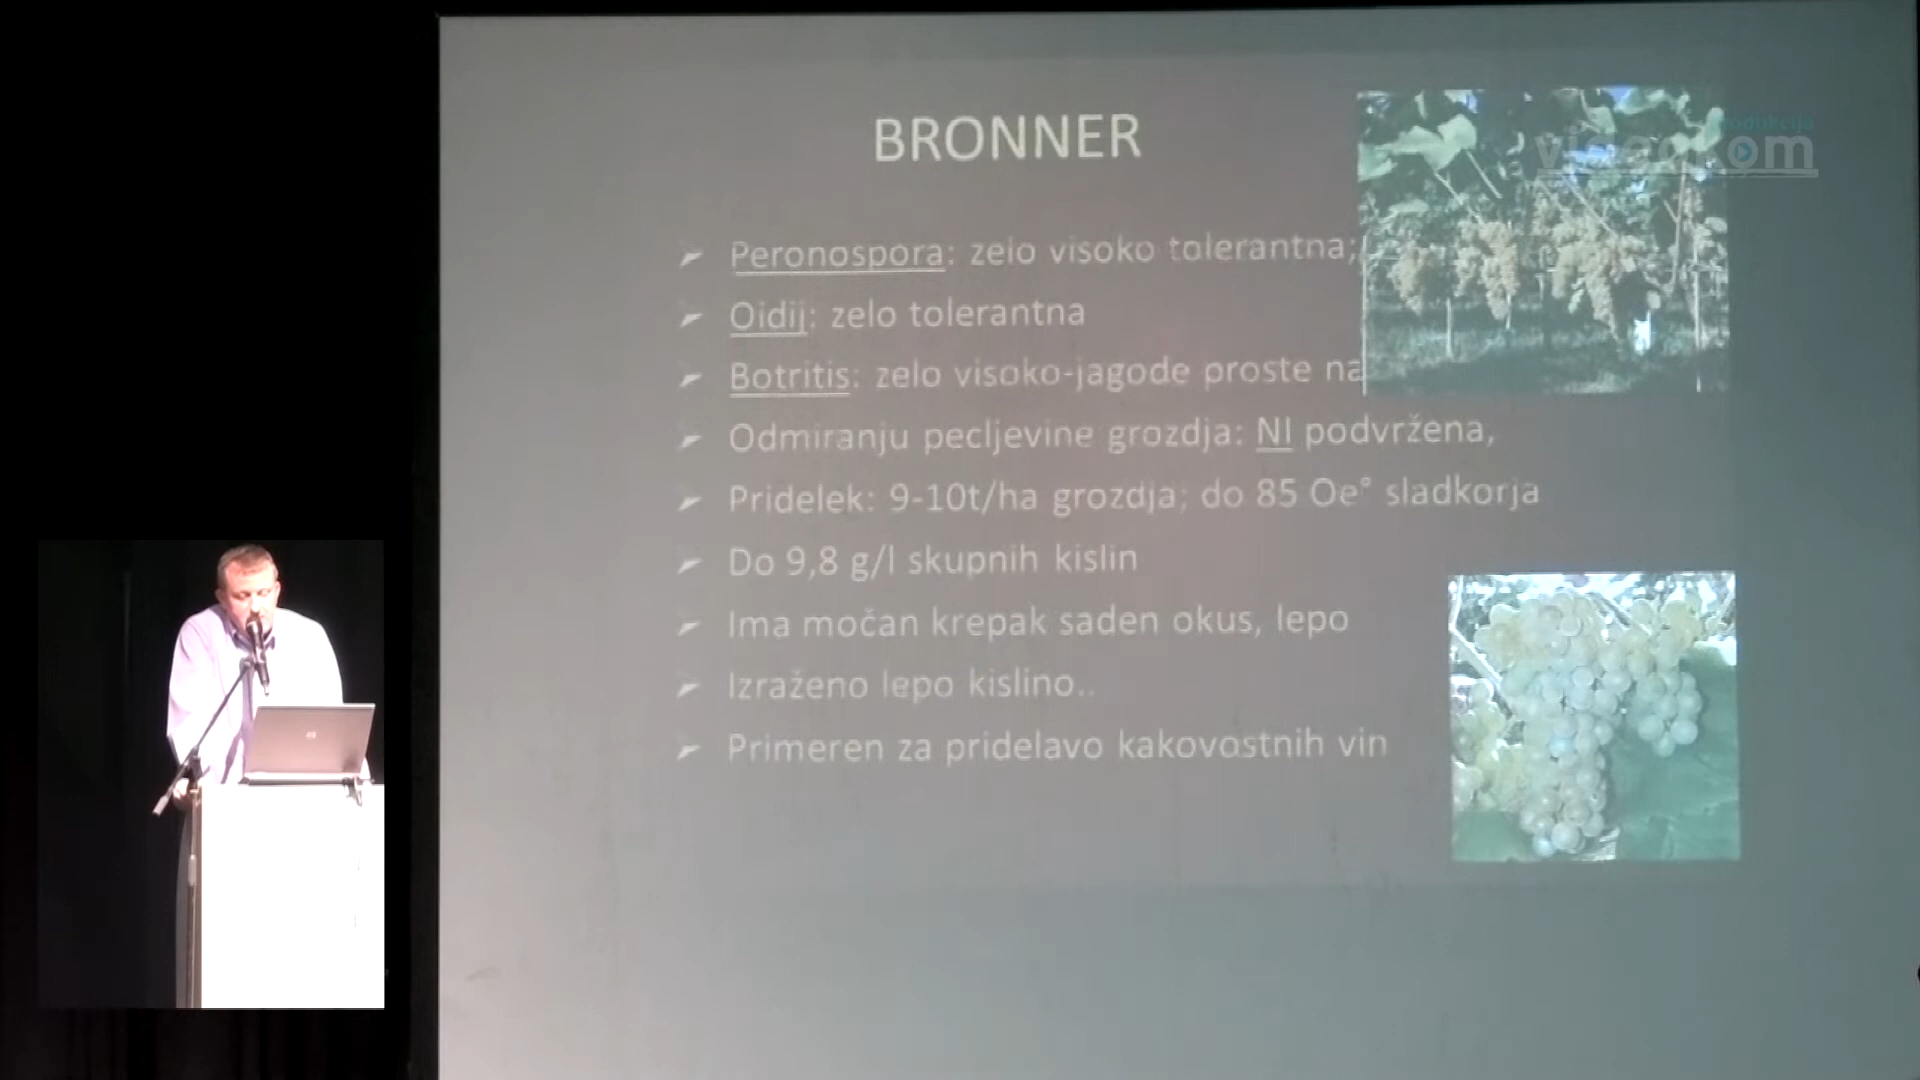 BRONNER
Peronospora: zelo visoko tolerantna;
Oidij: zelo tolerantna
Botritis: zelo visoko-jagode proste na
Odmiranju pecljevine grozdja: NI podvržena,
Pridelek: 9-10t/ha grozdja; do 85 Oe° sladkorja
Do 9,8 g/l skupnih kislin
Ima močan krepak saden okus, lepo
Izraženo lepo kislino..
Primeren za pridelavo kakovostnih vin
produkcija
videokom